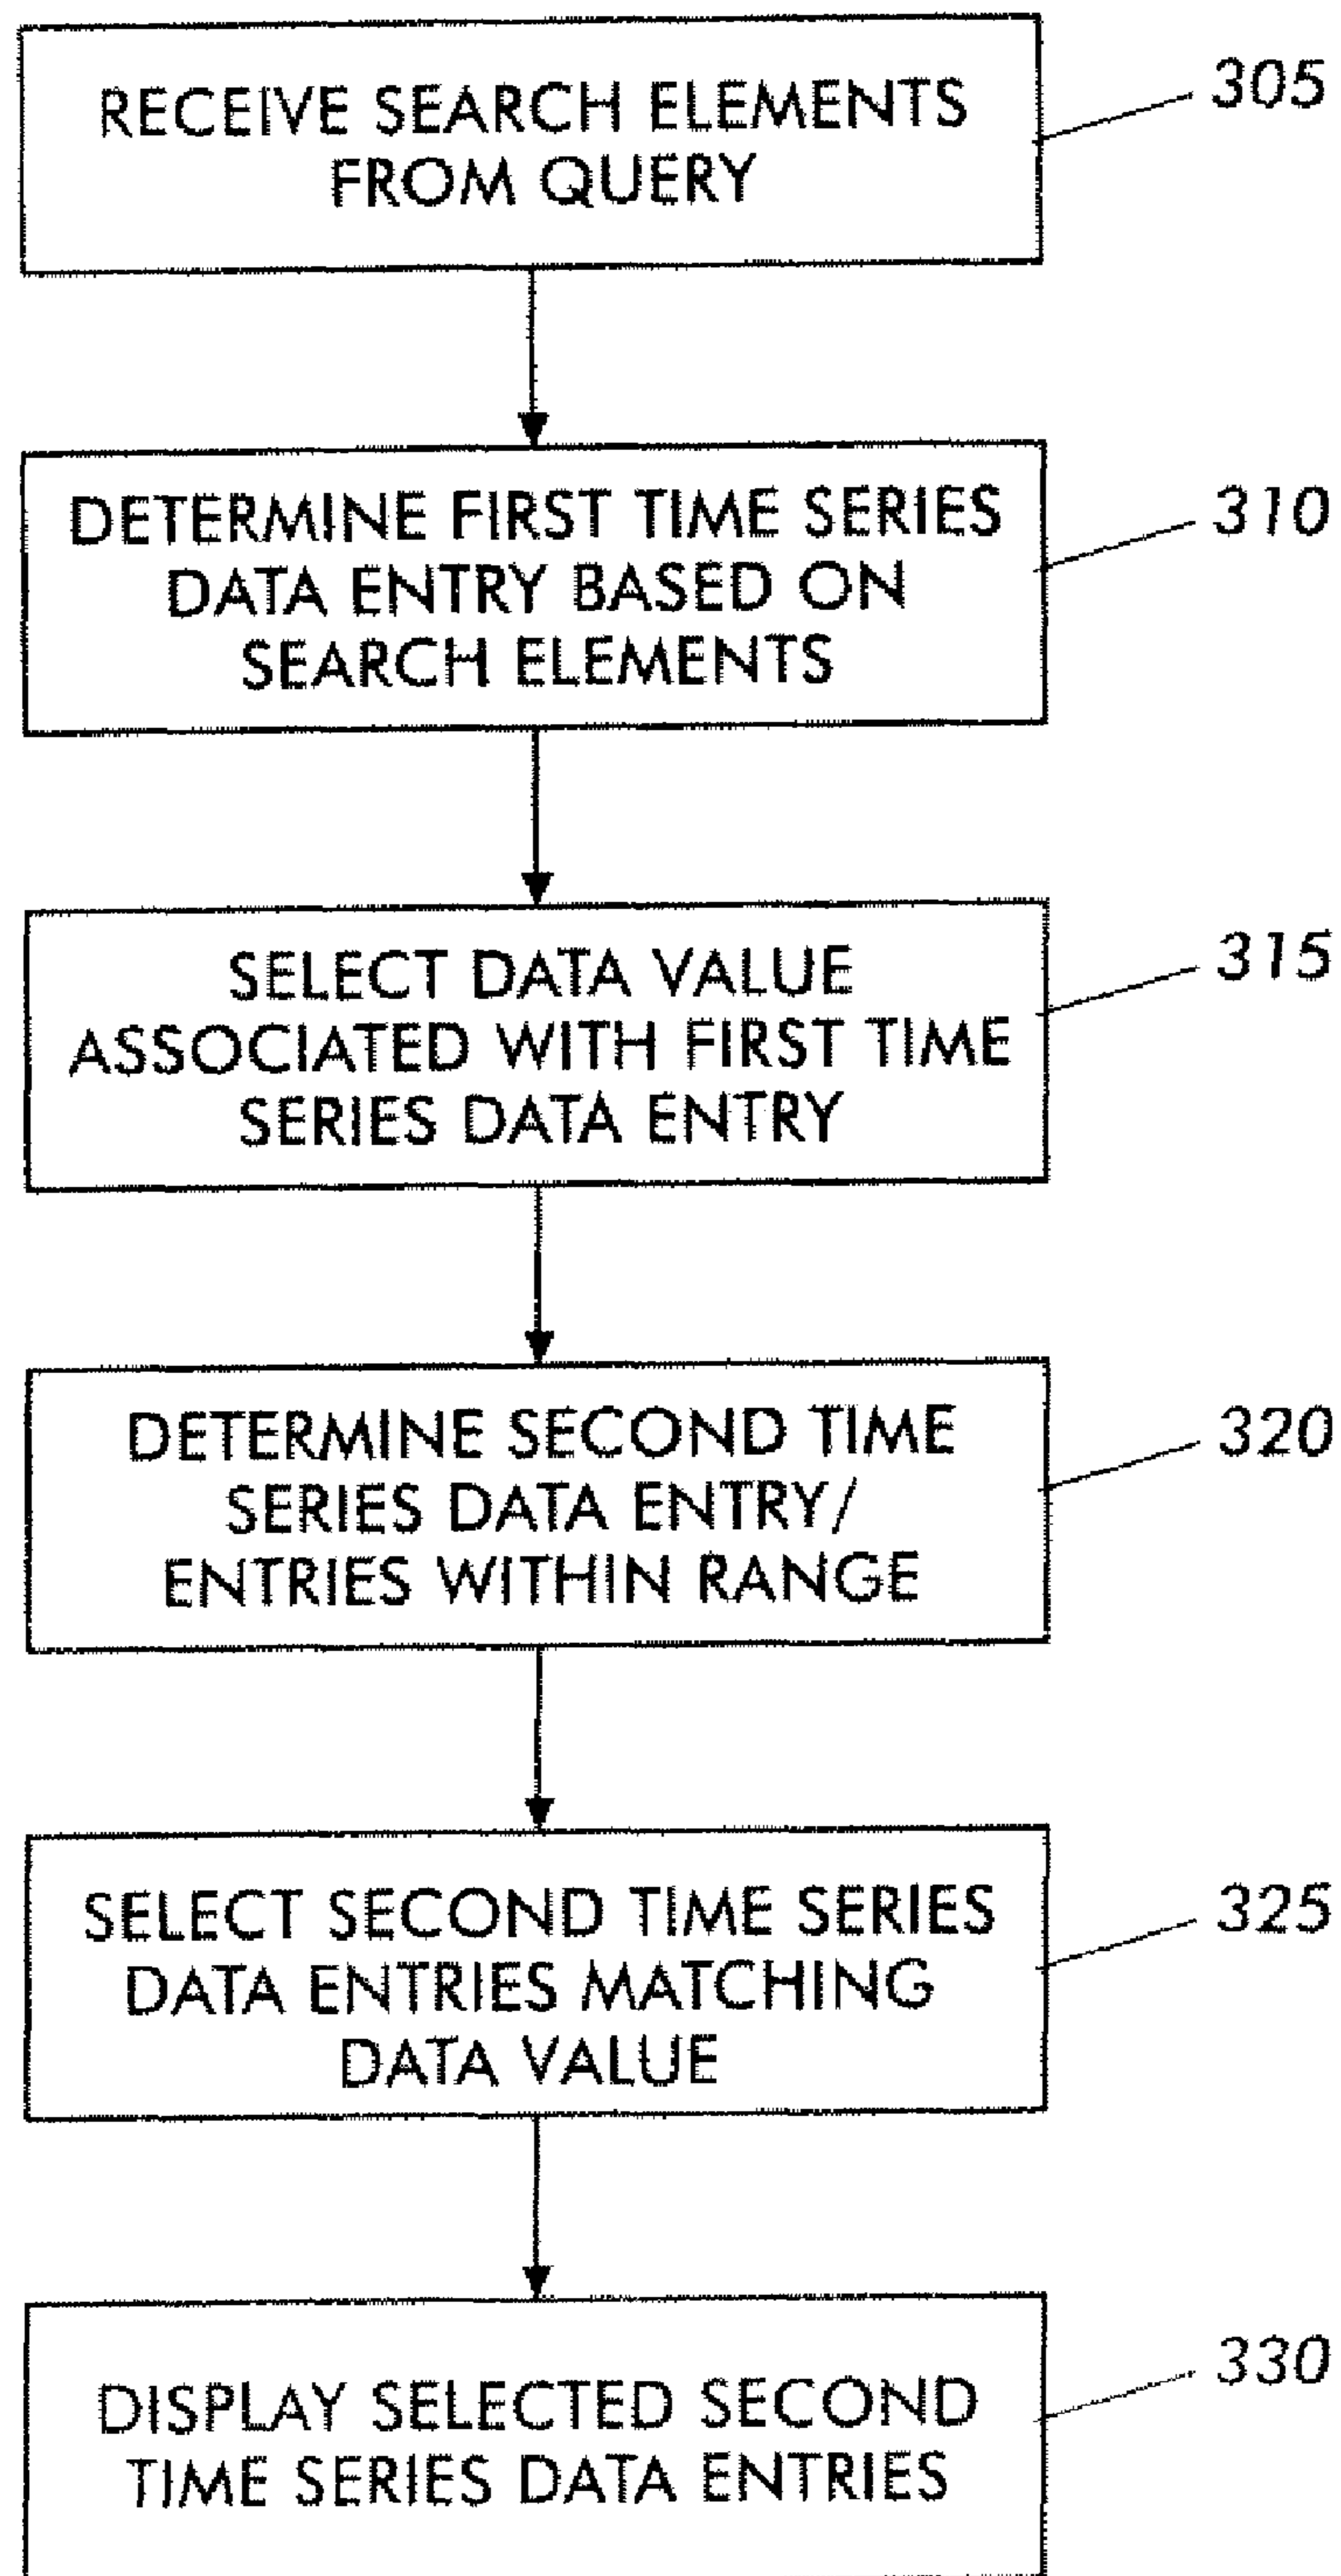 RECEIVE SEARCH ELEMENTS
FROM QUERY
305
DETERMINE FIRST TIME SERIES
DATA ENTRY BASED ON
SEARCH ELEMENTS
310
SELECT DATA VALUE
ASSOCIATED WITH FIRST TIME
SERIES DATA ENTRY
315
DETERMINE SECOND TIME
SERIES DATA ENTRY/
ENTRIES WITHIN RANGE
320
SELECT SECOND TIME SERIES
DATA ENTRIES MATCHING
DATA VALUE
325
DISPLAY SELECTED SECOND
TIME SERIES DATA ENTRIES
330